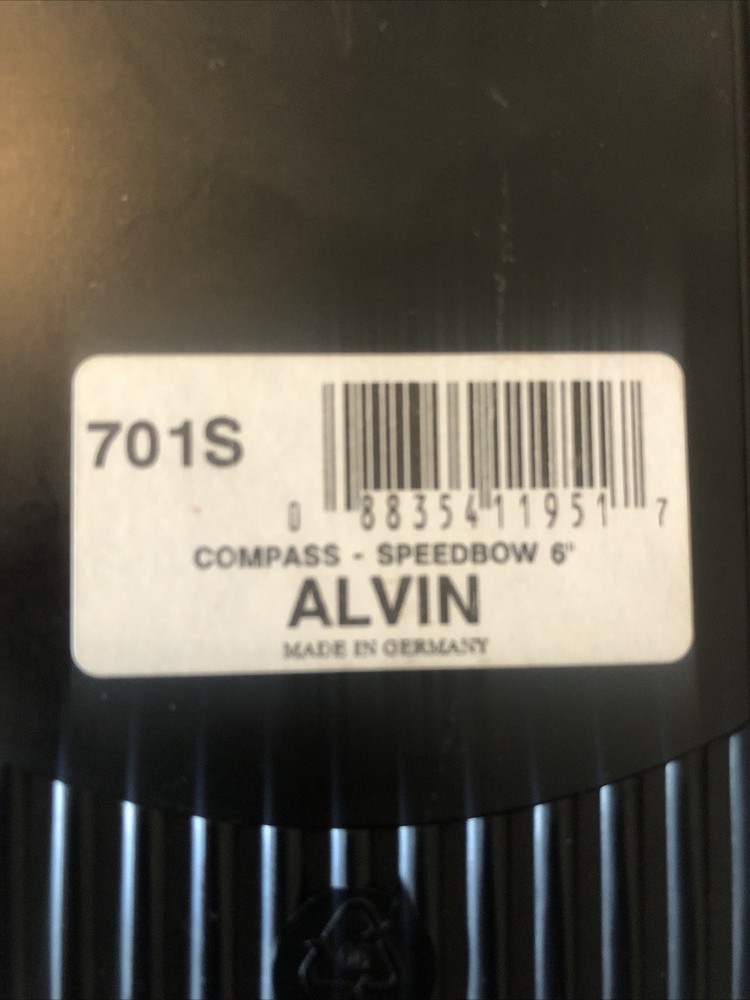 701S
0 88354 11951 7
COMPASS - SPEEDBOW 6"
ALVIN
MADE IN GERMANY